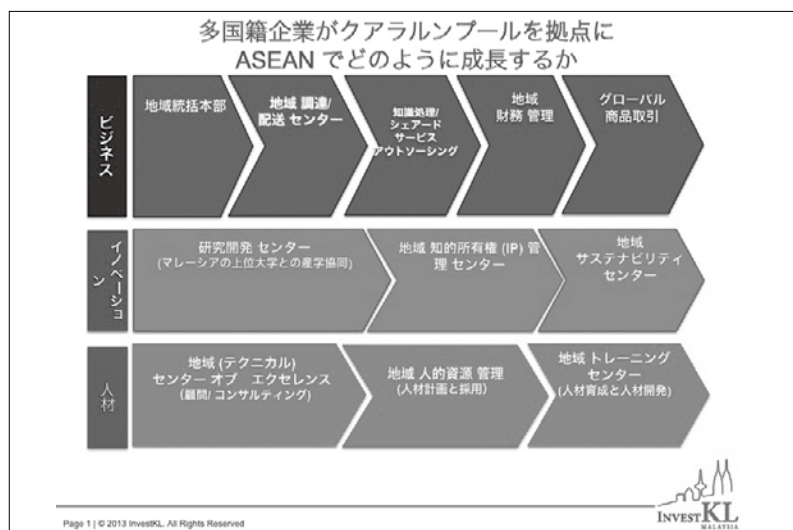 多国籍企業がクアラルンプールを拠点に
ASEAN でどのように成長するか
ビジネス
地域統括本部
地域 調達/
配送 センター
知識処理/
シェアード
サービス
アウトソーシング
地域
財務 管理
グローバル
商品取引
イノベーション
研究開発 センター
(マレーシアの上位大学との産学協同)
地域 知的所有権 (IP) 管
理 センター
地域
サステナビリティ
センター
人材
地域 (テクニカル)
センター オブ エクセレンス
(顧問/ コンサルティング)
地域 人的資源 管理
(人材計画と採用)
地域 トレーニング
センター
(人材育成と人材開発)
Page 1 | © 2013 InvestKL. All Rights Reserved
INVESTKL
MALAYSIA